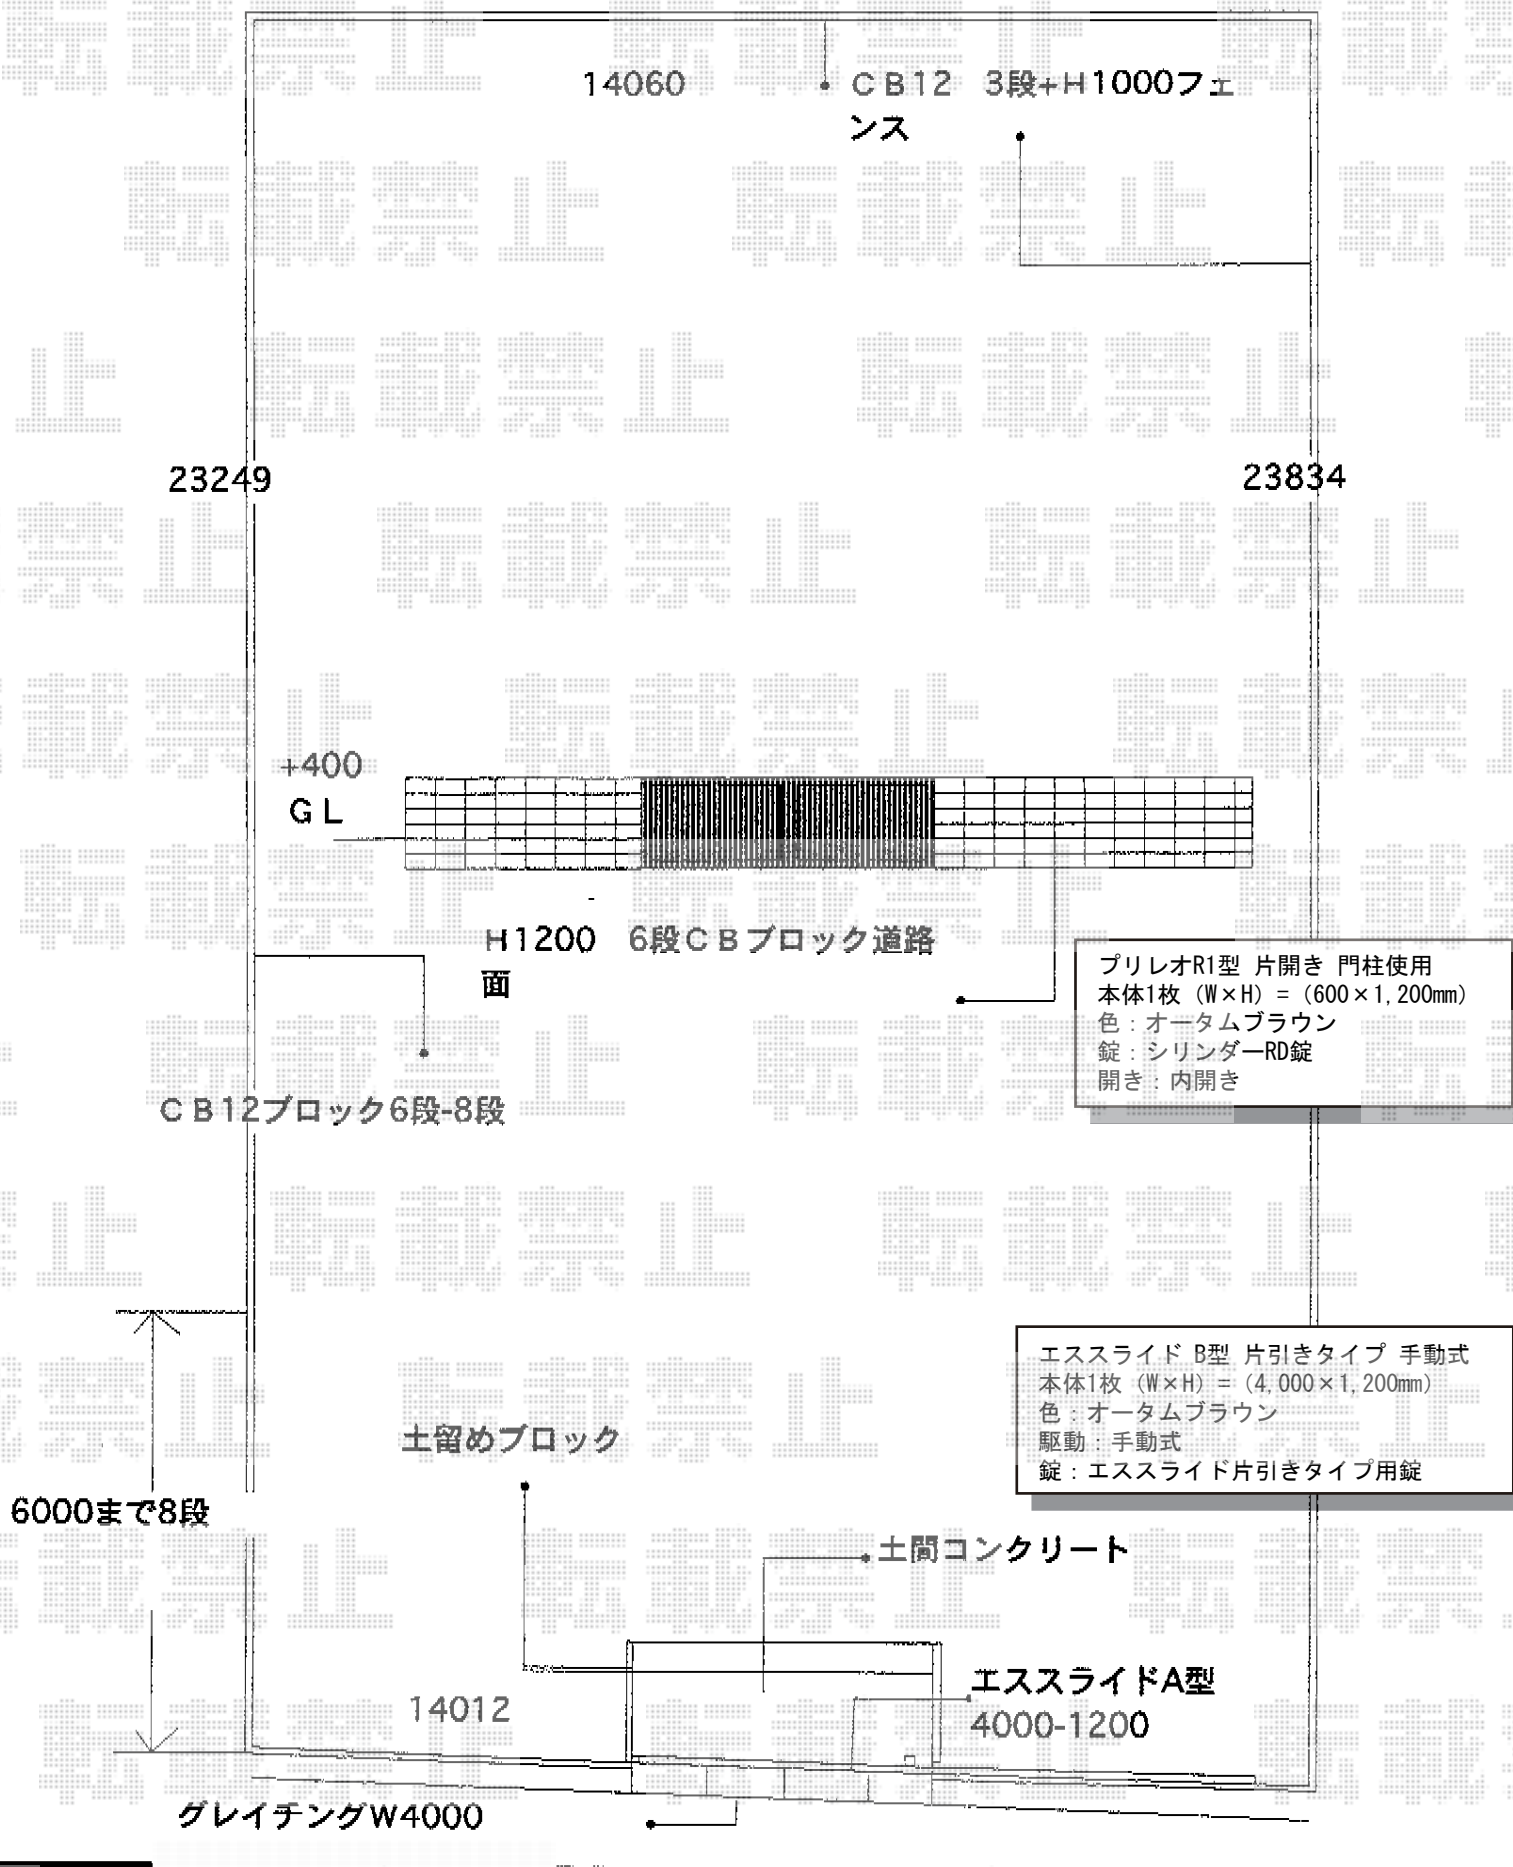 14060
CB12 3段+H1000フェ
ンス
23249
23834
+400
GL
H1200 6段CBブロック道路
面
プリレオR1型 片開き 門柱使用
本体1枚 (W×H) = (600×1,200mm)
色：オータムブラウン
錠：シリンダーRD錠
開き：内開き
CB12ブロック6段-8段
エススライド B型 片引きタイプ 手動式
本体1枚 (W×H) = (4,000×1,200mm)
色：オータムブラウン
駆動：手動式
錠：エススライド片引きタイプ用錠
土留めブロック
6000まで8段
土間コンクリート
エススライドA型
4000-1200
14012
グレイチングW4000
転載禁止